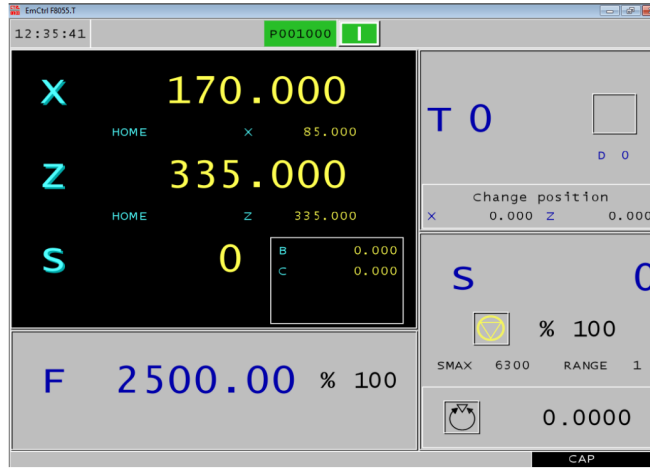 EmCtrl F8055.T
12:35:41 P001000
X 170.000
HOME X 85.000
Z 335.000
HOME Z 335.000
S 0
B 0.000
C 0.000
F 2500.00 % 100
T 0
D 0
Change position
X 0.000 Z 0.000
S 0
% 100
SMAX 6300 RANGE 1
0.0000
CAP